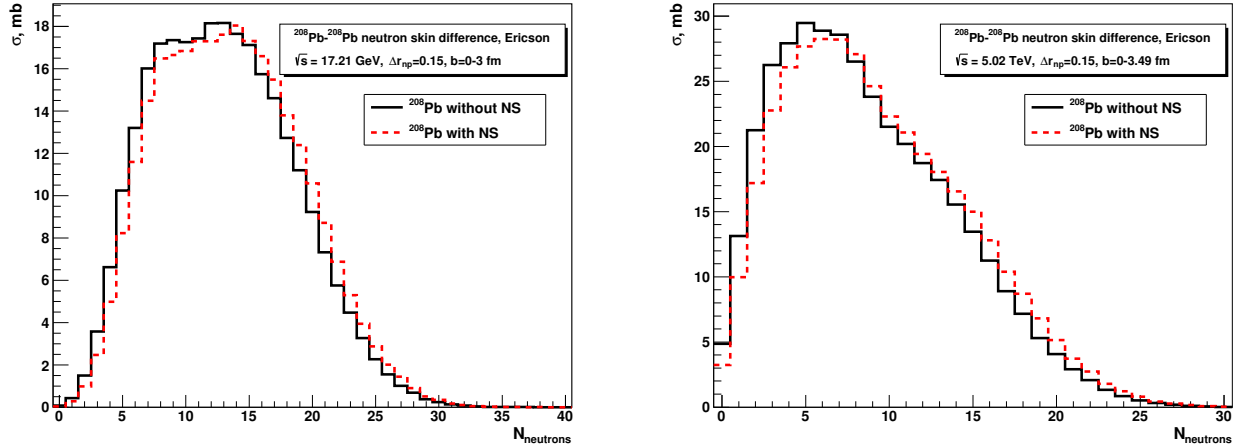 σ, mb
18
16
14
12
10
8
6
4
2
0
²⁰⁸Pb-²⁰⁸Pb neutron skin difference, Ericson
√s = 17.21 GeV, Δr_np=0.15, b=0-3 fm
²⁰⁸Pb without NS
²⁰⁸Pb with NS
0 5 10 15 20 25 30 35 40
N_neutrons
σ, mb
30
25
20
15
10
5
0
²⁰⁸Pb-²⁰⁸Pb neutron skin difference, Ericson
√s = 5.02 TeV, Δr_np=0.15, b=0-3.49 fm
²⁰⁸Pb without NS
²⁰⁸Pb with NS
0 5 10 15 20 25 30
N_neutrons